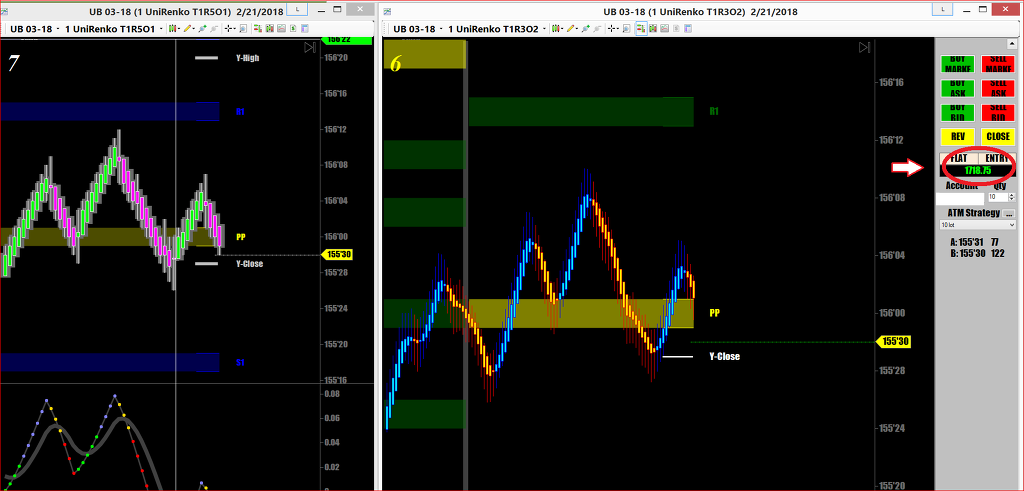 UB 03-18 (1 UniRenko T1R5O1) 2/21/2018
L
UB 03-18 · 1 UniRenko T1R5O1
7
156'22
156'20
156'16
156'12
156'08
156'04
156'00
155'30
155'28
155'24
155'20
155'16
Y-High
R1
PP
Y-Close
S1
0.08
0.06
0.04
0.02
0
UB 03-18 (1 UniRenko T1R3O2) 2/21/2018
L
UB 03-18 · 1 UniRenko T1R3O2
6
156'16
156'12
156'08
156'04
156'00
155'30
155'28
155'24
155'20
R1
PP
Y-Close
BUY MARKE
SELL MARKE
BUY ASK
SELL ASK
BUY BID
SELL BID
REV
CLOSE
FLAT
ENTRY
1718.75
Account
Qty
10
ATM Strategy
...
10 lot
A: 155'31 77
B: 155'30 122